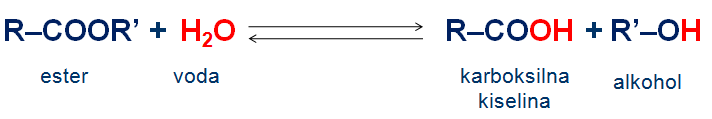 R–COOR’ + H₂O R–COOH + R’–OH
ester voda karboksilna kiselina alkohol